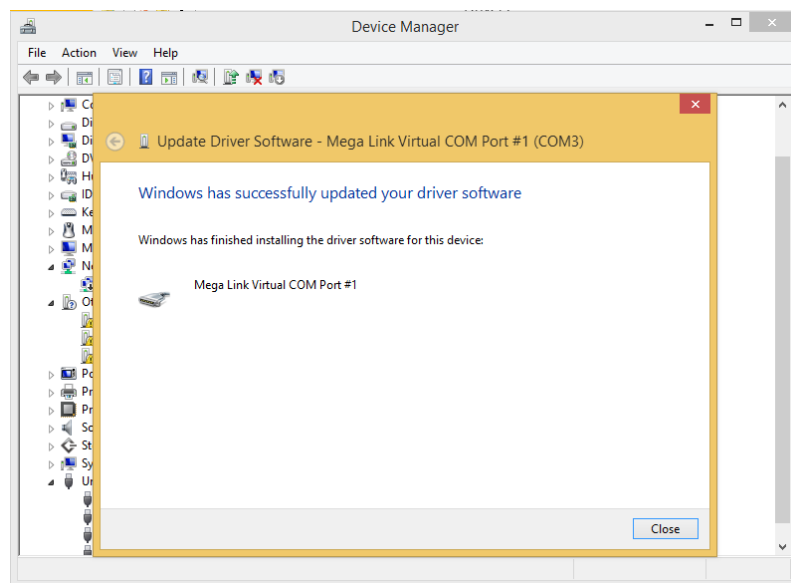 Device Manager
File Action View Help
Update Driver Software - Mega Link Virtual COM Port #1 (COM3)
Windows has successfully updated your driver software
Windows has finished installing the driver software for this device:
Mega Link Virtual COM Port #1
Close